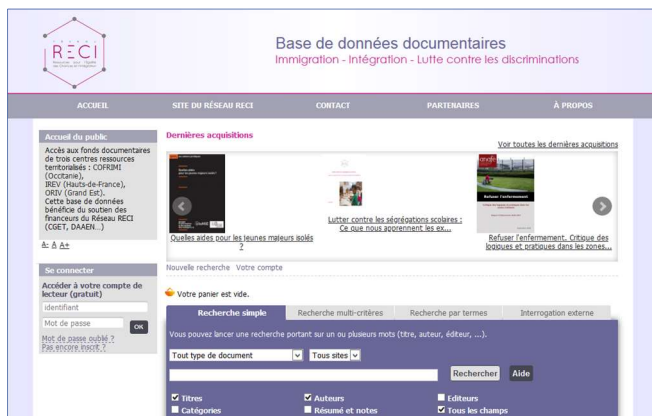 RECI
Base de données documentaires
Immigration - Intégration - Lutte contre les discriminations
ACCUEIL SITE DU RÉSEAU RECI CONTACT PARTENAIRES À PROPOS
Accueil du public
Accès aux fonds documentaires
de trois centres ressources
territorialisés : COFRIMI
(Occitanie),
IREV (Hauts-de-France),
ORIV (Grand Est).
Cette base de données
bénéficie du soutien des
financeurs du Réseau RECI
(CGET, DAAEN...)
A- A A+
Se connecter
Accéder à votre compte de
lecteur (gratuit)
identifiant
Mot de passe OK
Mot de passe oublié ?
Pas encore inscrit ?
Dernières acquisitions
Voir toutes les dernières acquisitions
Refuser l'enfermement
Quelles aides pour les jeunes majeurs isolés
?
Lutter contre les ségrégations scolaires :
Ce que nous apprennent les ex...
Refuser l'enfermement. Critique des
logiques et pratiques dans les zones...
Nouvelle recherche Votre compte
Votre panier est vide.
Recherche simple Recherche multi-critères Recherche par termes Interrogation externe
Vous pouvez lancer une recherche portant sur un ou plusieurs mots (titre, auteur, éditeur, ...).
Tout type de document Tous sites
Rechercher Aide
Titres Auteurs Editeurs
Catégories Résumé et notes Tous les champs